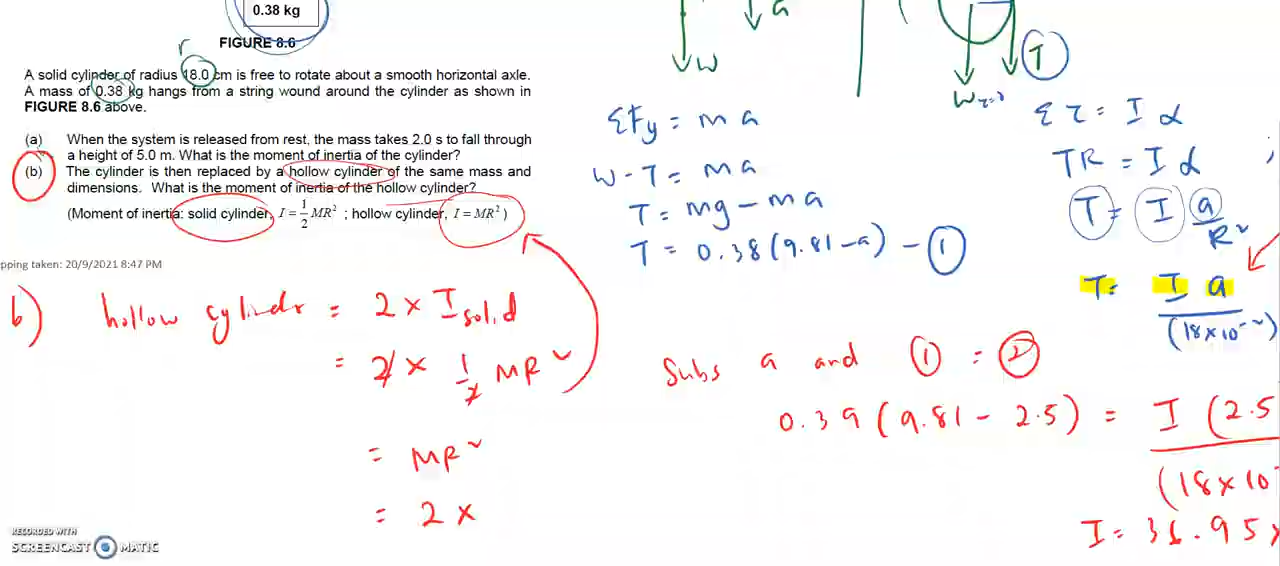 0.38 kg
FIGURE 8.6
r
A solid cylinder of radius 18.0 cm is free to rotate about a smooth horizontal axle.
A mass of 0.38 kg hangs from a string wound around the cylinder as shown in
FIGURE 8.6 above.
(a) When the system is released from rest, the mass takes 2.0 s to fall through
a height of 5.0 m. What is the moment of inertia of the cylinder?
(b) The cylinder is then replaced by a hollow cylinder of the same mass and
dimensions. What is the moment of inertia of the hollow cylinder?
(Moment of inertia: solid cylinder, I = 1/2 MR² ; hollow cylinder, I = MR² )
pping taken: 20/9/2021 8:47 PM
b) hollow cylinder = 2 × I solid
= 2 × 1/2 MR²
= MR²
= 2 ×
W
a
ΣFy = ma
W - T = ma
T = mg - ma
T = 0.38 (9.81 - a) - ①
T
Στ = I α
TR = I α
T = I a/R²
T = I a / (18×10⁻²)
Subs a and ① = ②
0.39 (9.81 - 2.5) = I (2.5
(18×10
I = 36.95×
RECORDED WITH
SCREENCAST MATIC